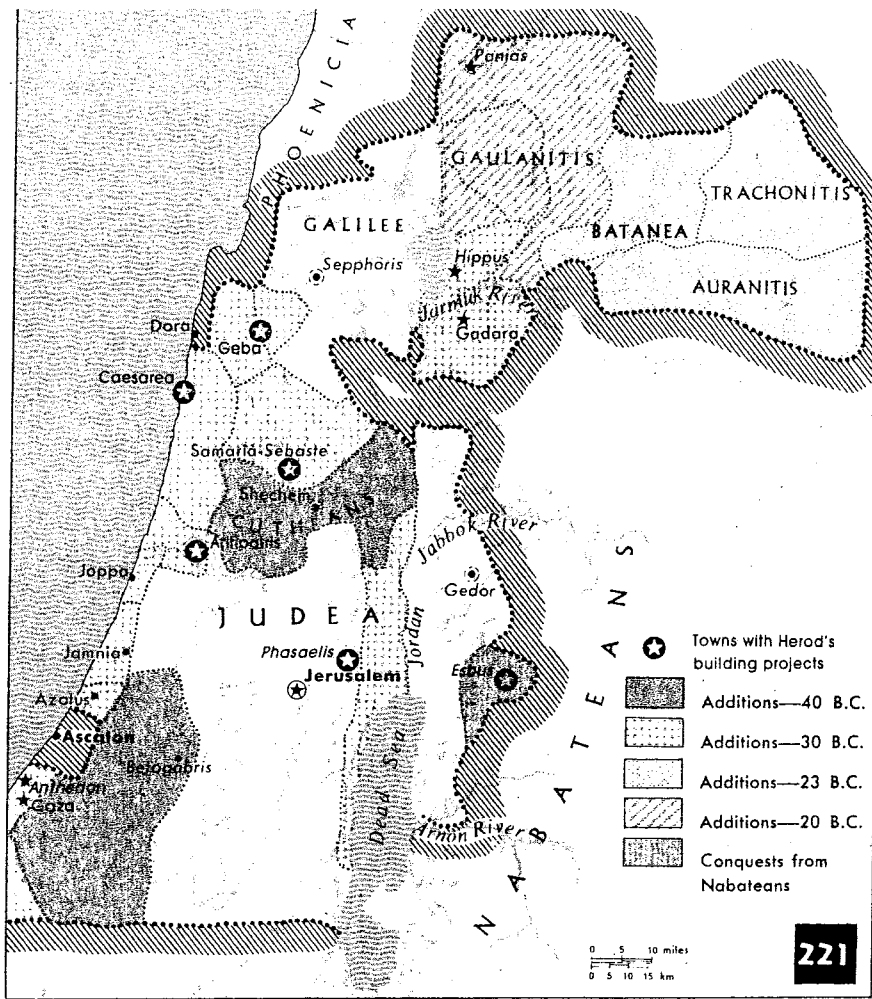 PHOENICIA
Panias
GAULANITIS
TRACHONITIS
GALILEE
BATANEA
Sepphoris
Hippus
AURANITIS
Jarmuk River
Dora
Geba
Gadara
Caesarea
Samaria-Sebaste
Shechem
CUTHEANS
Antipatris
Jabbok River
Joppa
Gedor
JUDEA
Jordan
NABATEANS
Jamnia
Phasaelis
Jerusalem
Esbus
Azotus
Ascalon
Betogabris
Dead Sea
Anthedon
Gaza
Arnon River
Towns with Herod's
building projects
Additions—40 B.C.
Additions—30 B.C.
Additions—23 B.C.
Additions—20 B.C.
Conquests from
Nabateans
0 5 10 miles
0 5 10 15 km
221